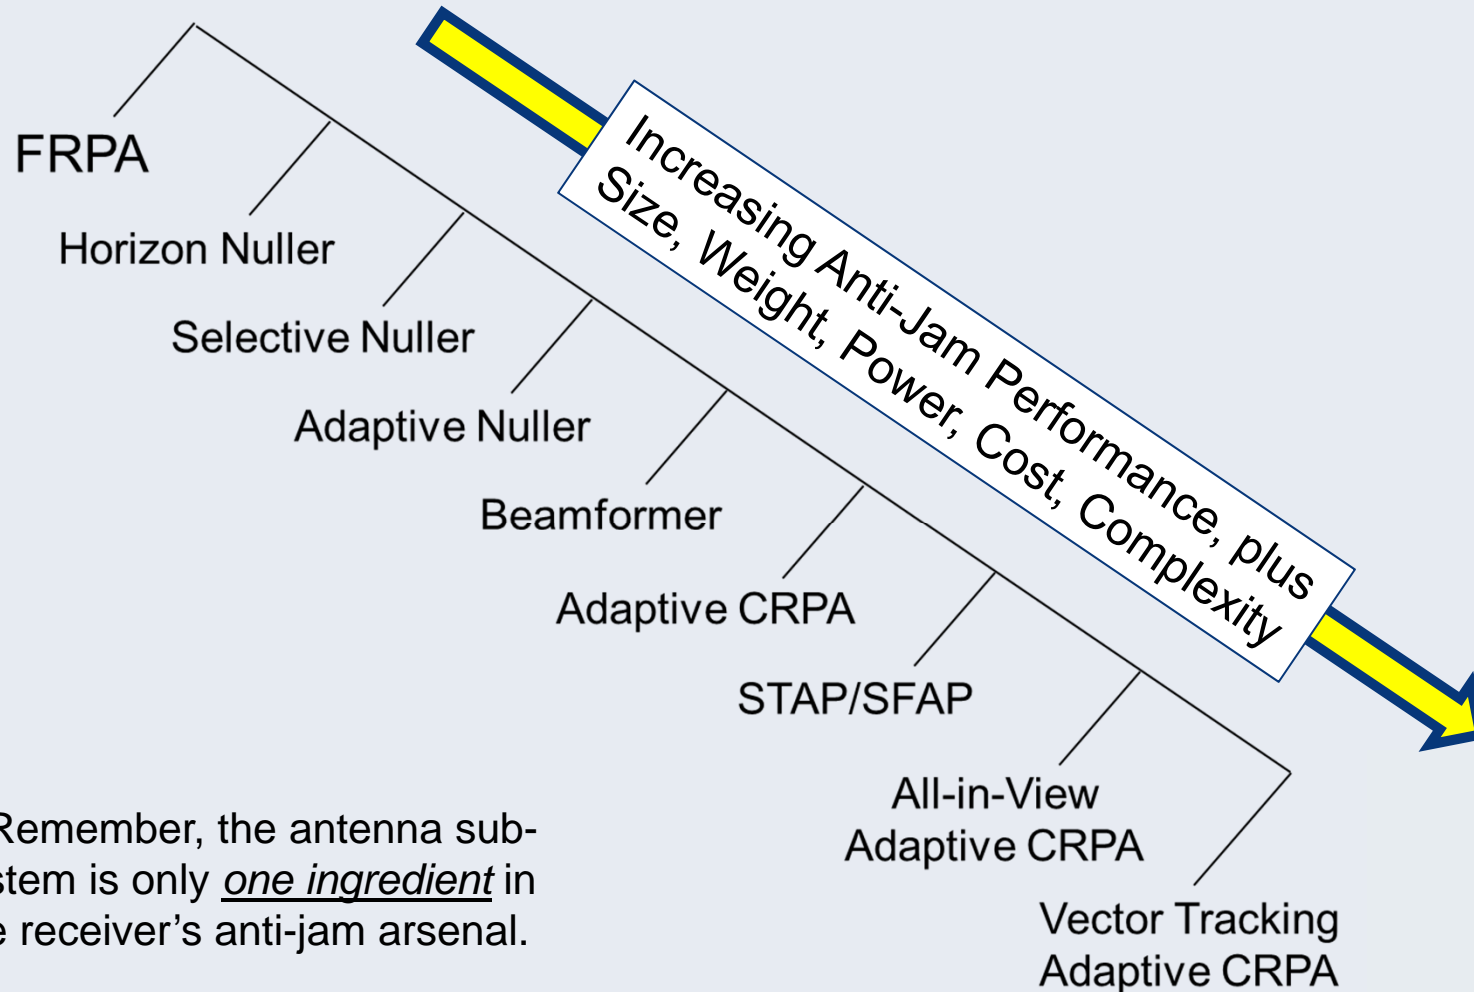 FRPA
Horizon Nuller
Selective Nuller
Adaptive Nuller
Beamformer
Adaptive CRPA
STAP/SFAP
All-in-View
Adaptive CRPA
Vector Tracking
Adaptive CRPA
Increasing Anti-Jam Performance, plus
Size, Weight, Power, Cost, Complexity
Remember, the antenna sub-
stem is only one ingredient in
e receiver’s anti-jam arsenal.